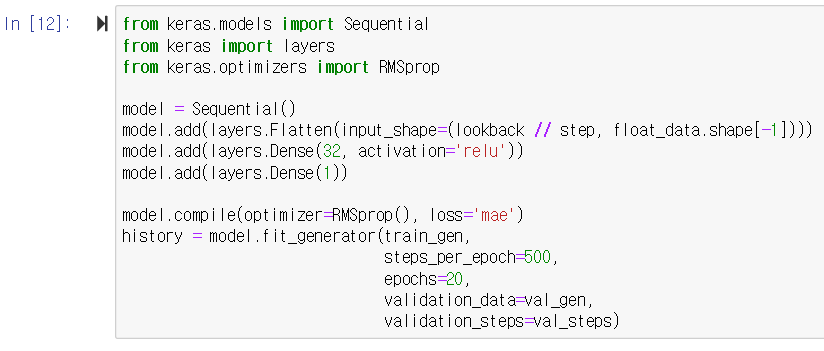 In [12]:
from keras.models import Sequential
from keras import layers
from keras.optimizers import RMSprop

model = Sequential()
model.add(layers.Flatten(input_shape=(lookback // step, float_data.shape[-1])))
model.add(layers.Dense(32, activation='relu'))
model.add(layers.Dense(1))

model.compile(optimizer=RMSprop(), loss='mae')
history = model.fit_generator(train_gen,
                              steps_per_epoch=500,
                              epochs=20,
                              validation_data=val_gen,
                              validation_steps=val_steps)